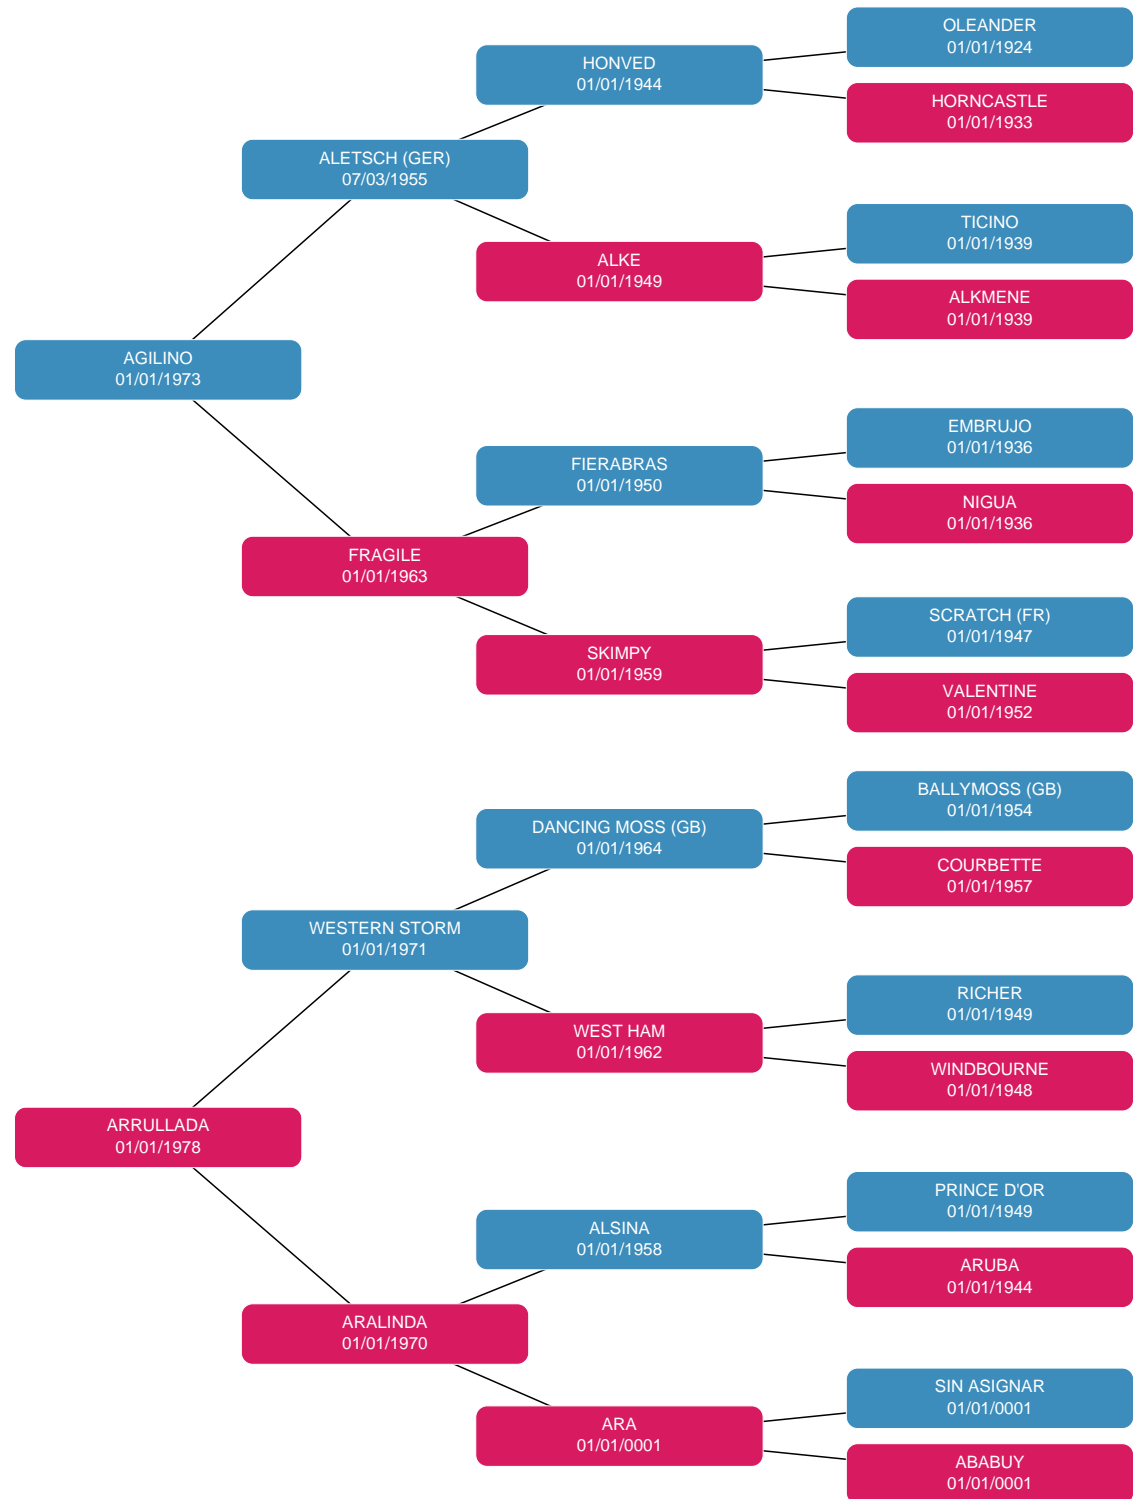 OLEANDER
01/01/1924
HONVED
01/01/1944
HORNCASTLE
01/01/1933
ALETSCH (GER)
07/03/1955
TICINO
01/01/1939
ALKE
01/01/1949
ALKMENE
01/01/1939
AGILINO
01/01/1973
EMBRUJO
01/01/1936
FIERABRAS
01/01/1950
NIGUA
01/01/1936
FRAGILE
01/01/1963
SCRATCH (FR)
01/01/1947
SKIMPY
01/01/1959
VALENTINE
01/01/1952
BALLYMOSS (GB)
01/01/1954
DANCING MOSS (GB)
01/01/1964
COURBETTE
01/01/1957
WESTERN STORM
01/01/1971
RICHER
01/01/1949
WEST HAM
01/01/1962
WINDBOURNE
01/01/1948
ARRULLADA
01/01/1978
PRINCE D'OR
01/01/1949
ALSINA
01/01/1958
ARUBA
01/01/1944
ARALINDA
01/01/1970
SIN ASIGNAR
01/01/0001
ARA
01/01/0001
ABABUY
01/01/0001